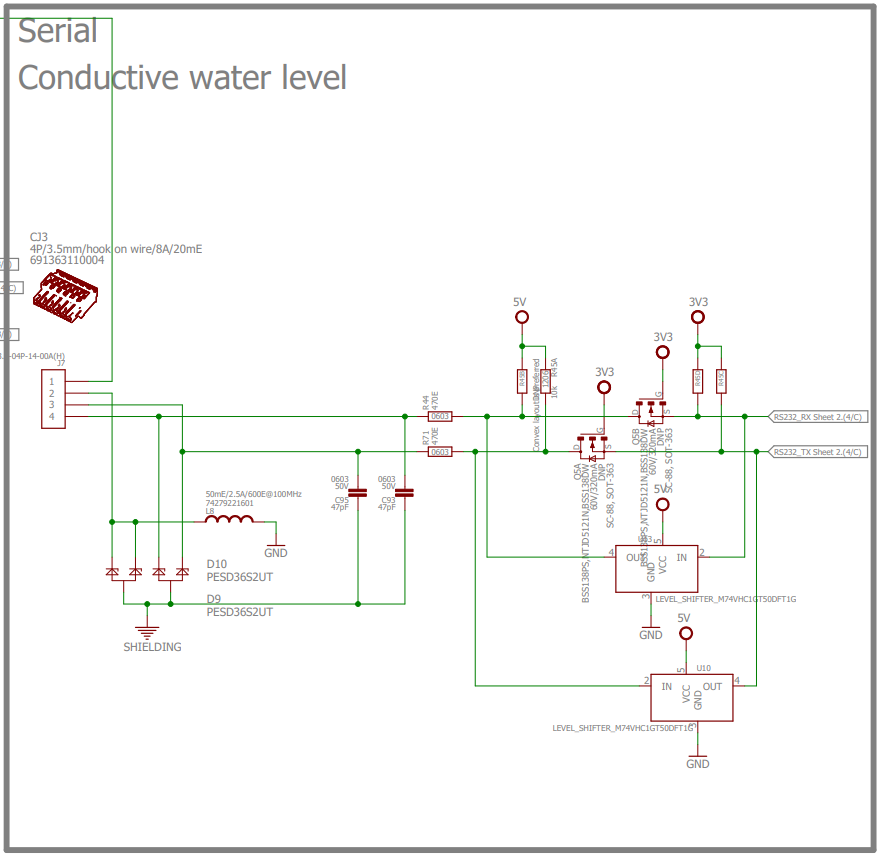 Serial
Conductive water level
CJ3
4P/3.5mm/hook on wire/8A/20mE
691363110004
4/C)
-04P-14-00A(H)
J7
1
2
3
4
5V
3V3
3V3
3V3
R44
470E
0603
R71
470E
0603
R45B
R45A
10k
Convex layout preferred
R45D
R45C
D
G
S
Q5B
BSS138PS,NTJD5121N,BSS138DW
60V/320mA
DNP
SC-88, SOT-363
D
G
S
Q5A
BSS138PS,NTJD5121N,BSS138DW
60V/320mA
DNP
SC-88, SOT-363
RS232_RX Sheet 2.(4/C)
RS232_TX Sheet 2.(4/C)
0603
50V
C95
47pF
0603
50V
C93
47pF
50mE/2.5A/600E@100MHz
74279221601
L8
GND
D10
PESD36S2UT
D9
PESD36S2UT
SHIELDING
5V
5
4
OUT
IN
2
VCC
GND
3
LEVEL_SHIFTER_M74VHC1GT50DFT1G
GND
5V
5
U10
2
IN
OUT
4
VCC
GND
3
LEVEL_SHIFTER_M74VHC1GT50DFT1G
GND